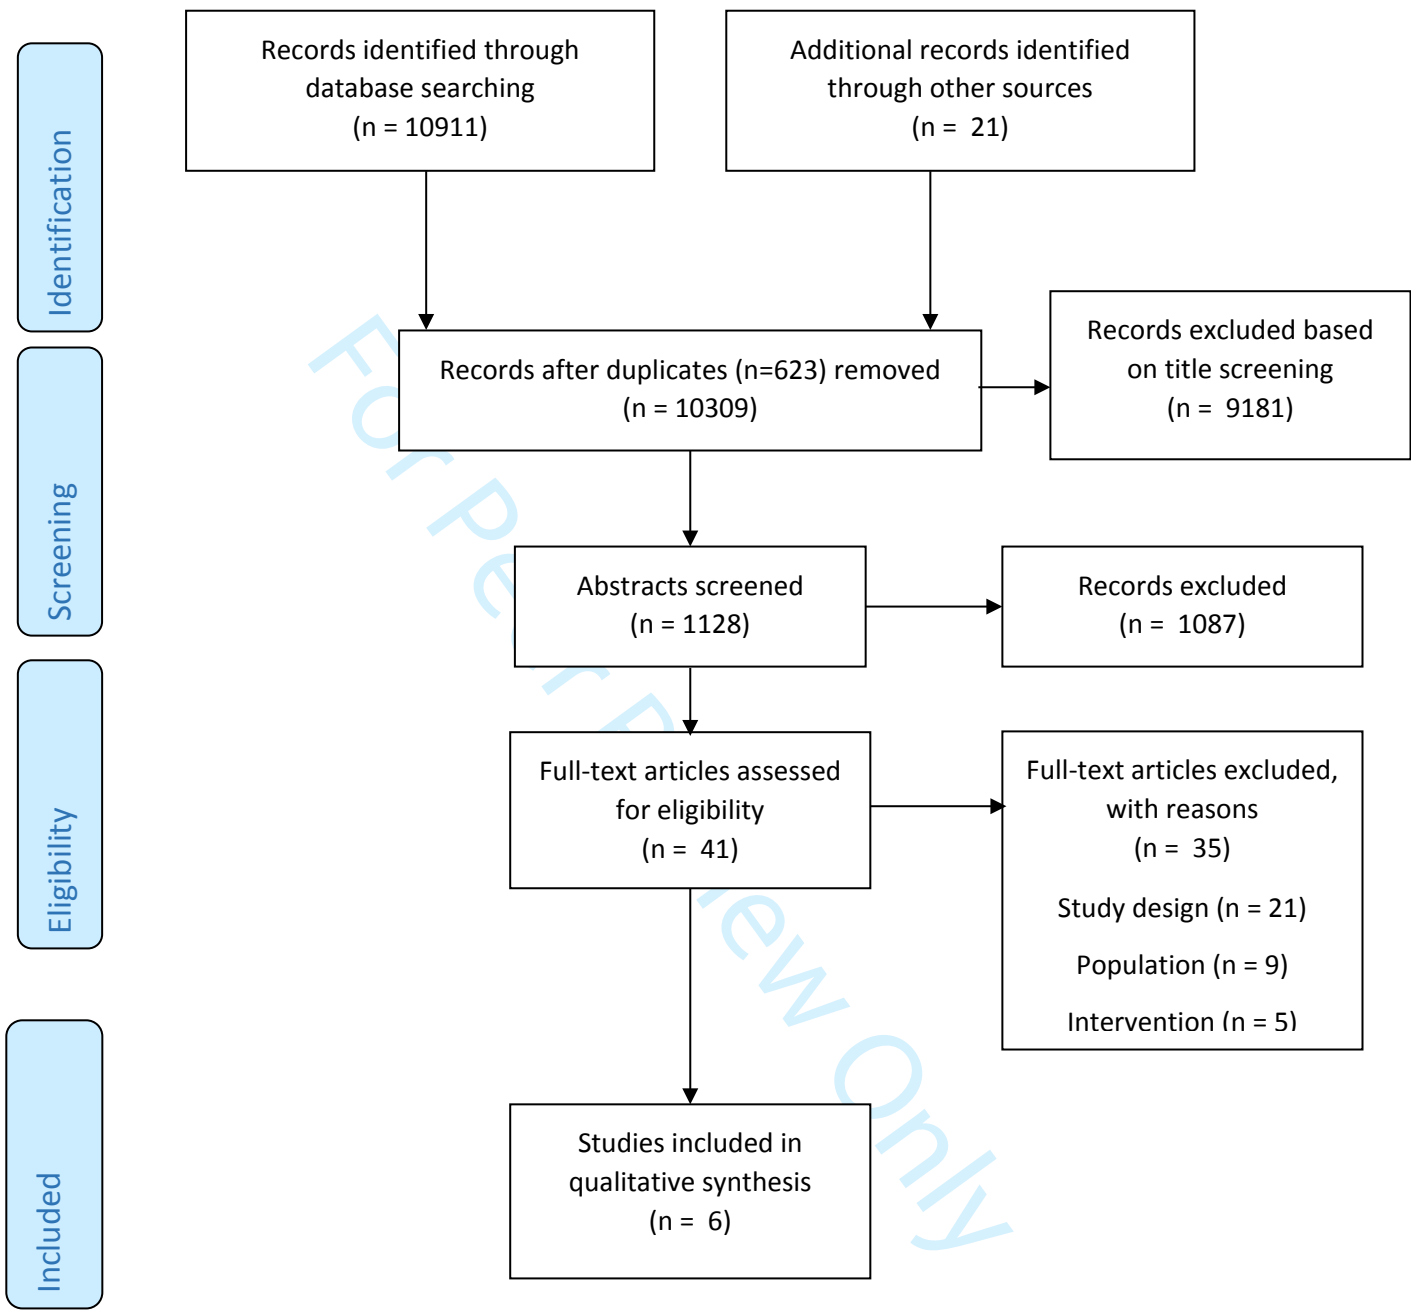 Identification
Records identified through
database searching
(n = 10911)
Additional records identified
through other sources
(n =  21)
Screening
Records after duplicates (n=623) removed
(n = 10309)
Records excluded based
on title screening
(n =  9181)
Abstracts screened
(n = 1128)
Records excluded
(n =  1087)
Eligibility
Full-text articles assessed
for eligibility
(n =  41)
Full-text articles excluded,
with reasons
(n =  35)
Study design (n = 21)
Population (n = 9)
Intervention (n = 5)
Included
Studies included in
qualitative synthesis
(n =  6)
For Peer Review Only